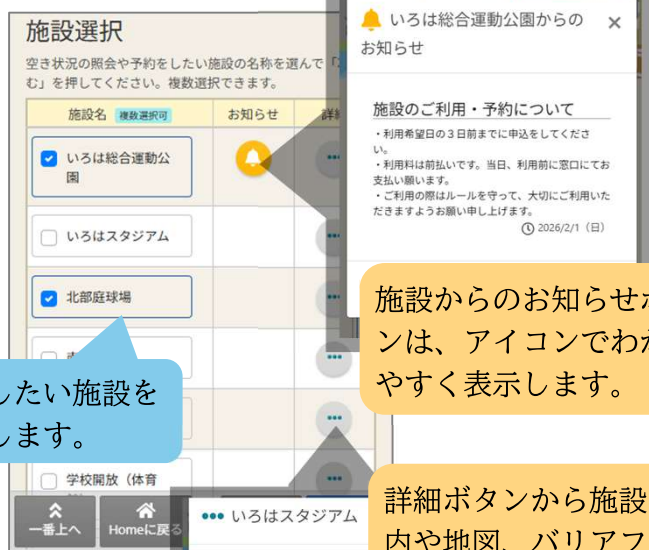 施設選択
空き状況の照会や予約をしたい施設の名称を選んで「
む」を押してください。複数選択できます。
施設名 複数選択可 お知らせ
いろは総合運動公
園
いろはスタジアム
北部庭球場
したい施設を
します。
学校開放（体育
一番上へ Homeに戻る
いろは総合運動公園からの ×
お知らせ
施設のご利用・予約について
・利用希望日の３日前までに申込をしてくださ
い。
・利用料は前払いです。当日、利用前に窓口にてお
支払い願います。
・ご利用の際はルールを守って、大切にご利用いた
だきますようお願い申し上げます。
2026/2/1（日）
施設からのお知らせ
ンは、アイコンでわ
やすく表示します。
いろはスタジアム
詳細ボタンから施設
内や地図、バリアフ